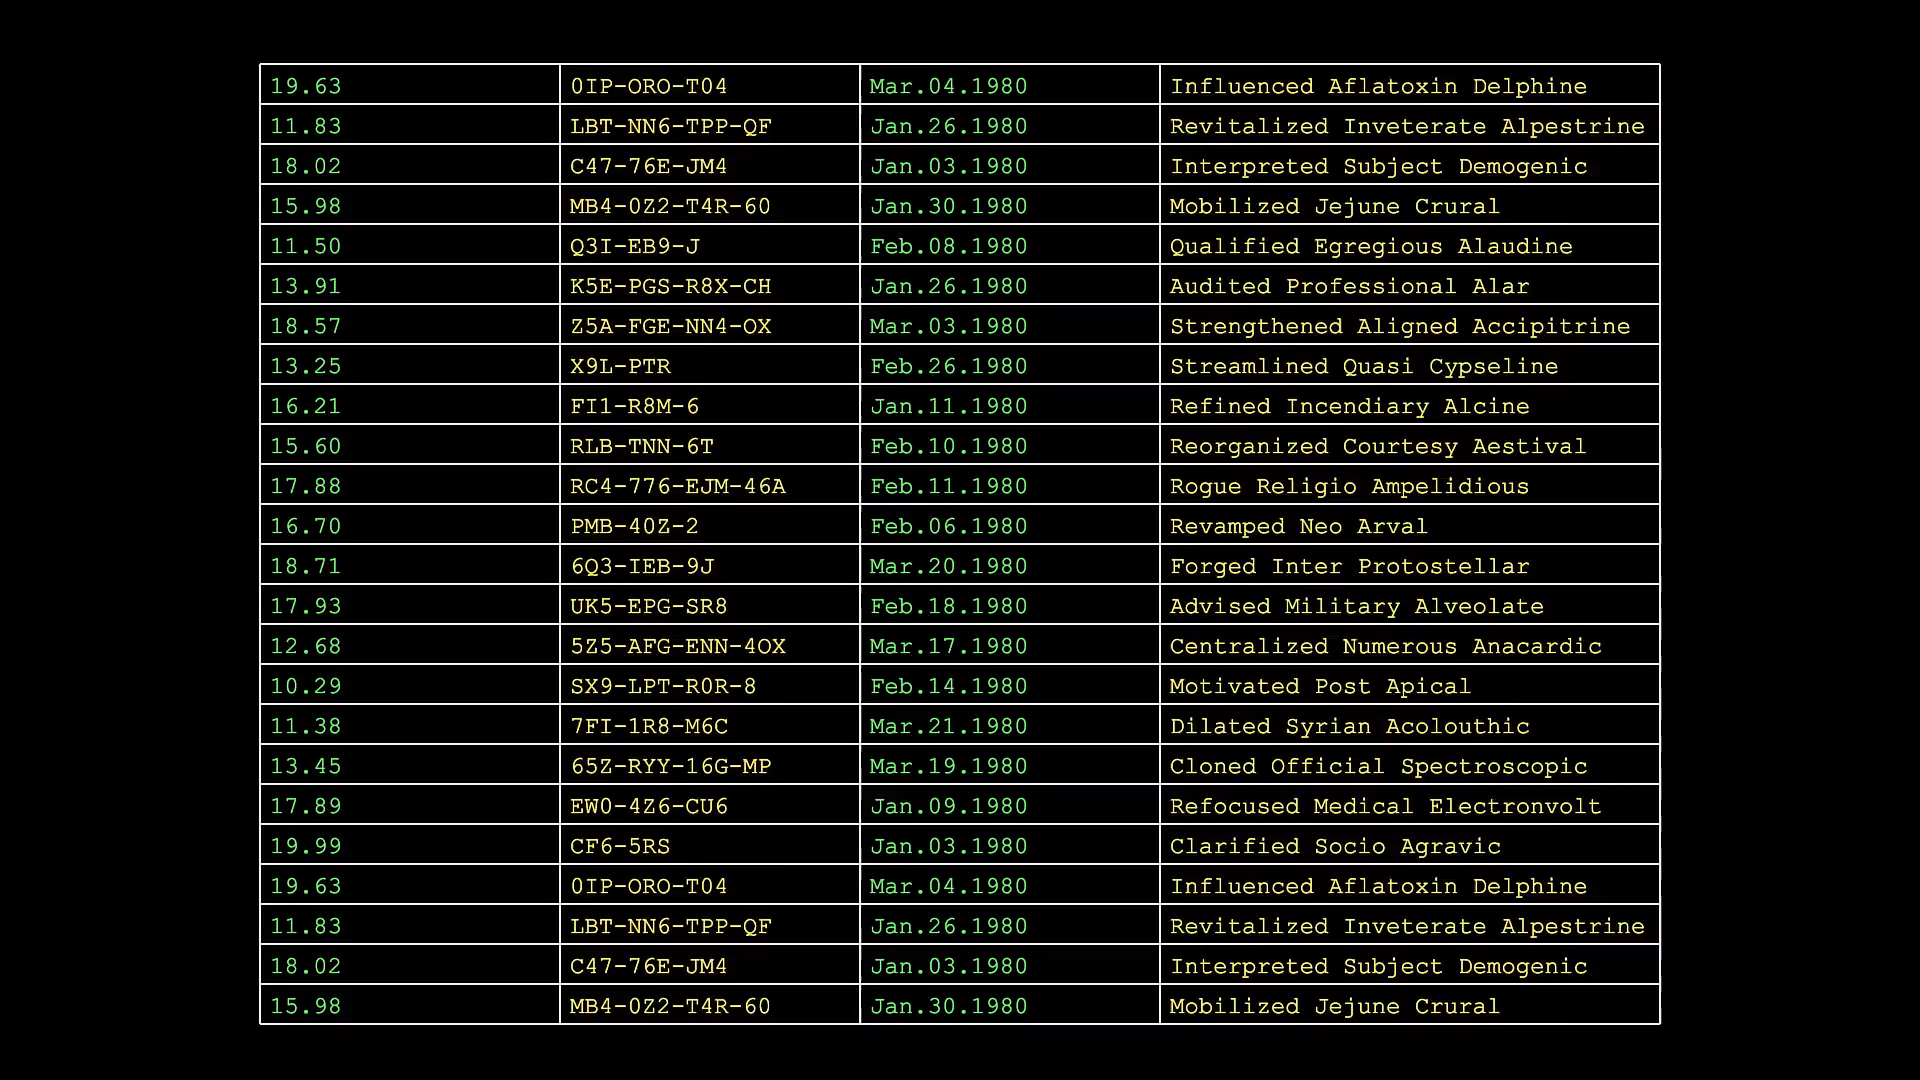 19.63 0IP-ORO-T04 Mar.04.1980 Influenced Aflatoxin Delphine
11.83 LBT-NN6-TPP-QF Jan.26.1980 Revitalized Inveterate Alpestrine
18.02 C47-76E-JM4 Jan.03.1980 Interpreted Subject Demogenic
15.98 MB4-0Z2-T4R-60 Jan.30.1980 Mobilized Jejune Crural
11.50 Q3I-EB9-J Feb.08.1980 Qualified Egregious Alaudine
13.91 K5E-PGS-R8X-CH Jan.26.1980 Audited Professional Alar
18.57 Z5A-FGE-NN4-OX Mar.03.1980 Strengthened Aligned Accipitrine
13.25 X9L-PTR Feb.26.1980 Streamlined Quasi Cypseline
16.21 FI1-R8M-6 Jan.11.1980 Refined Incendiary Alcine
15.60 RLB-TNN-6T Feb.10.1980 Reorganized Courtesy Aestival
17.88 RC4-776-EJM-46A Feb.11.1980 Rogue Religio Ampelidious
16.70 PMB-40Z-2 Feb.06.1980 Revamped Neo Arval
18.71 6Q3-IEB-9J Mar.20.1980 Forged Inter Protostellar
17.93 UK5-EPG-SR8 Feb.18.1980 Advised Military Alveolate
12.68 5Z5-AFG-ENN-4OX Mar.17.1980 Centralized Numerous Anacardic
10.29 SX9-LPT-R0R-8 Feb.14.1980 Motivated Post Apical
11.38 7FI-1R8-M6C Mar.21.1980 Dilated Syrian Acolouthic
13.45 65Z-RYY-16G-MP Mar.19.1980 Cloned Official Spectroscopic
17.89 EW0-4Z6-CU6 Jan.09.1980 Refocused Medical Electronvolt
19.99 CF6-5RS Jan.03.1980 Clarified Socio Agravic
19.63 0IP-ORO-T04 Mar.04.1980 Influenced Aflatoxin Delphine
11.83 LBT-NN6-TPP-QF Jan.26.1980 Revitalized Inveterate Alpestrine
18.02 C47-76E-JM4 Jan.03.1980 Interpreted Subject Demogenic
15.98 MB4-0Z2-T4R-60 Jan.30.1980 Mobilized Jejune Crural